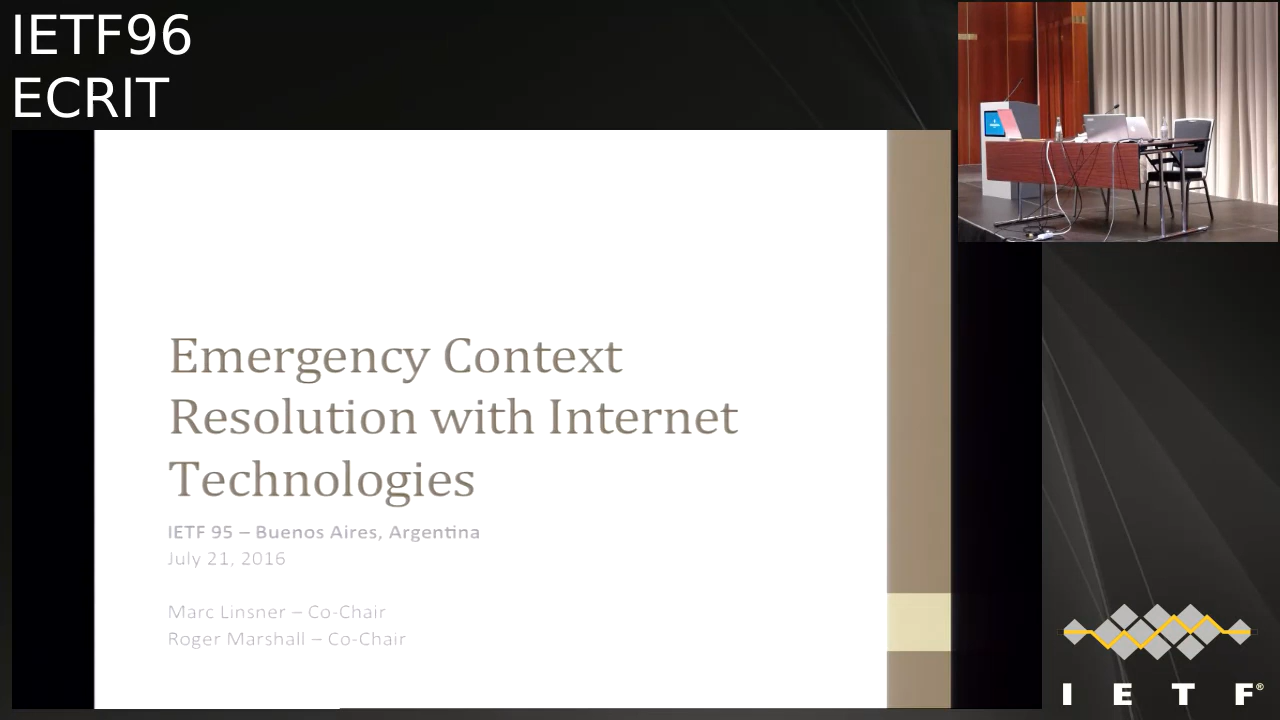 IETF96
ECRIT
Emergency Context
Resolution with Internet
Technologies
IETF 95 – Buenos Aires, Argentina
July 21, 2016
Marc Linsner – Co-Chair
Roger Marshall – Co-Chair
I E T F®